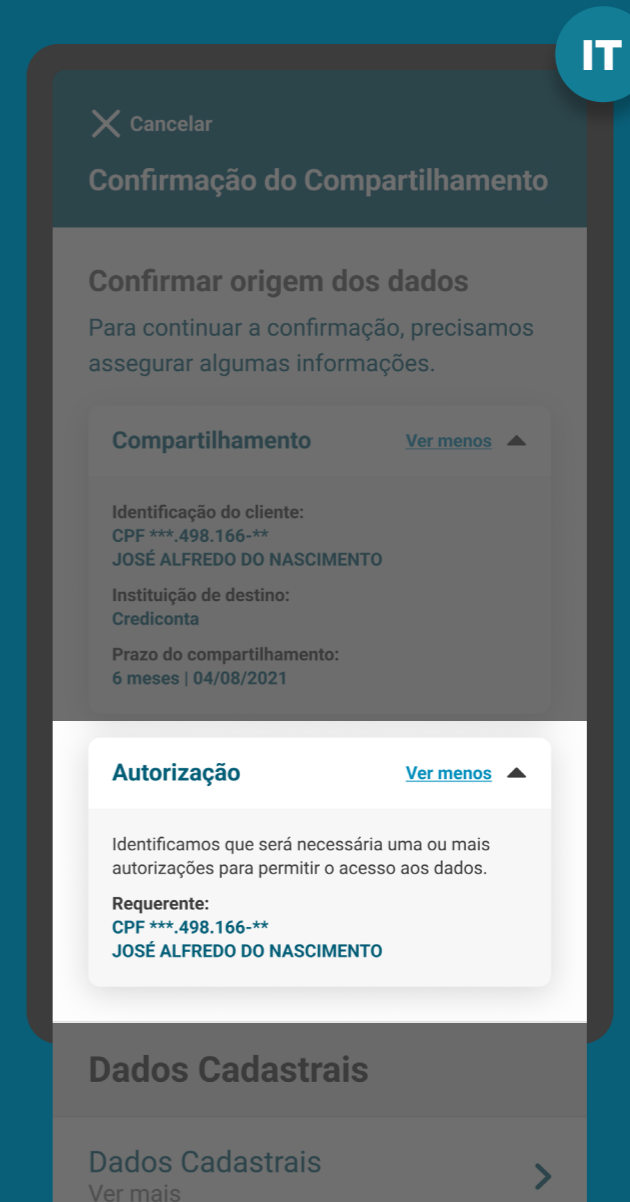 IT
Cancelar
Confirmação do Compartilhamento
Confirmar origem dos dados
Para continuar a confirmação, precisamos
assegurar algumas informações.
Compartilhamento Ver menos
Identificação do cliente:
CPF ***.498.166-**
JOSÉ ALFREDO DO NASCIMENTO
Instituição de destino:
Crediconta
Prazo do compartilhamento:
6 meses | 04/08/2021
Autorização Ver menos
Identificamos que será necessária uma ou mais
autorizações para permitir o acesso aos dados.
Requerente:
CPF ***.498.166-**
JOSÉ ALFREDO DO NASCIMENTO
Dados Cadastrais
Dados Cadastrais
Ver mais